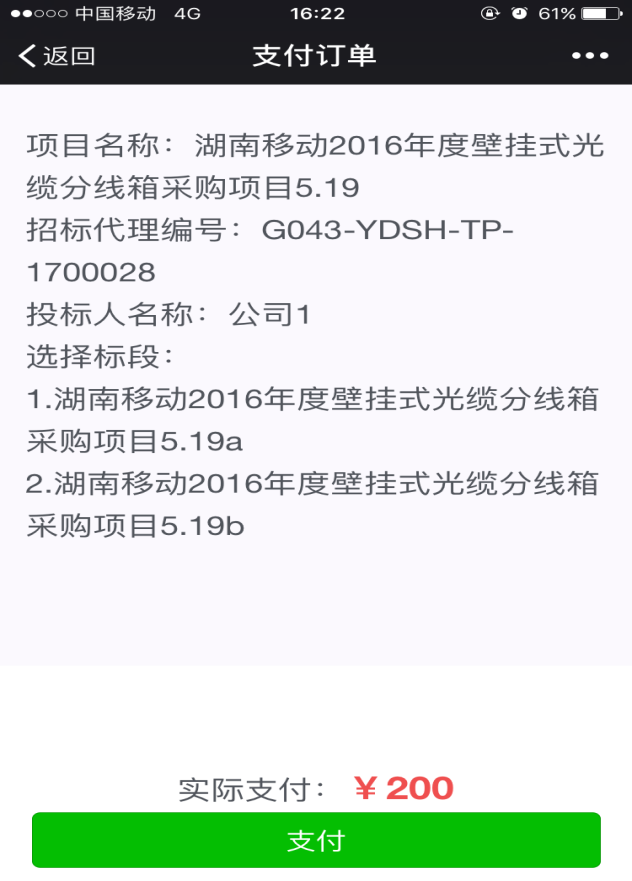 中国移动 4G 16:22 61%
返回 支付订单
项目名称：湖南移动2016年度壁挂式光
缆分线箱采购项目5.19
招标代理编号：G043-YDSH-TP-
1700028
投标人名称：公司1
选择标段：
1.湖南移动2016年度壁挂式光缆分线箱
采购项目5.19a
2.湖南移动2016年度壁挂式光缆分线箱
采购项目5.19b
实际支付：￥200
支付